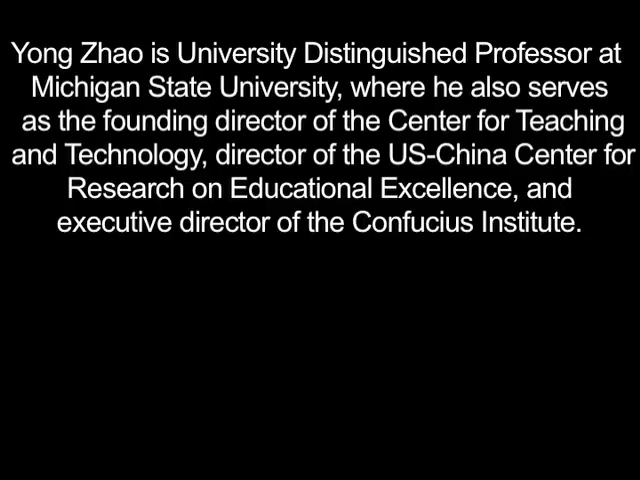 Yong Zhao is University Distinguished Professor at
Michigan State University, where he also serves
as the founding director of the Center for Teaching
and Technology, director of the US-China Center for
Research on Educational Excellence, and
executive director of the Confucius Institute.